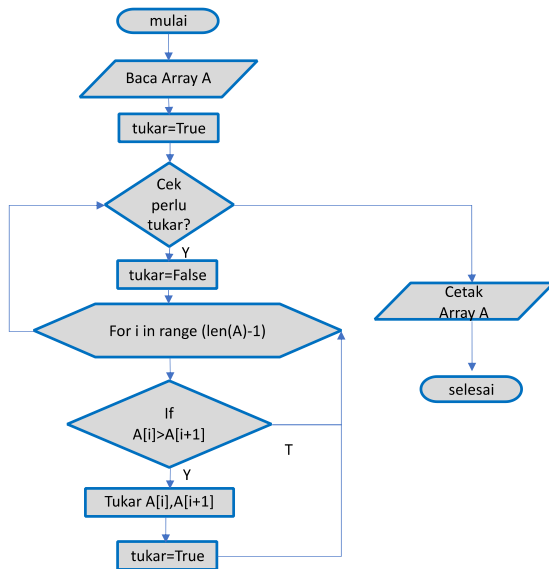 mulai
Baca Array A
tukar=True
Cek
perlu
tukar?
Y
tukar=False
For i in range (len(A)-1)
If
A[i]>A[i+1]
T
Y
Tukar A[i],A[i+1]
tukar=True
Cetak
Array A
selesai